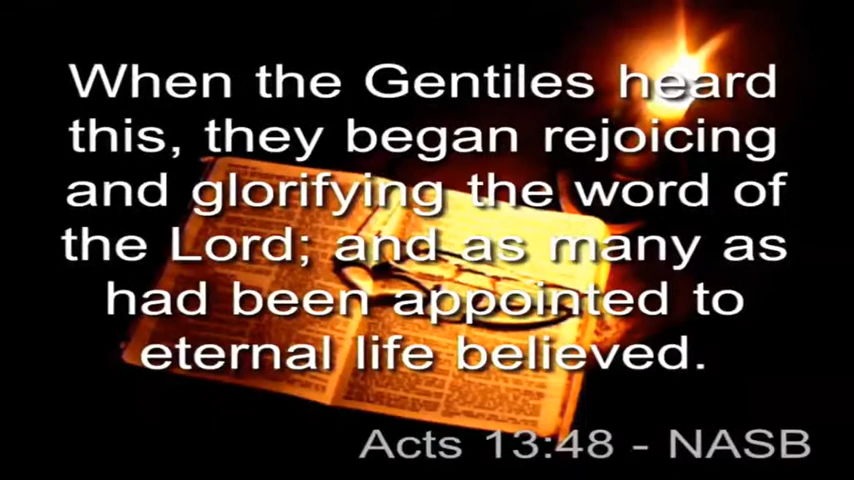 When the Gentiles heard
this, they began rejoicing
and glorifying the word of
the Lord; and as many as
had been appointed to
eternal life believed.
Acts 13:48 - NASB